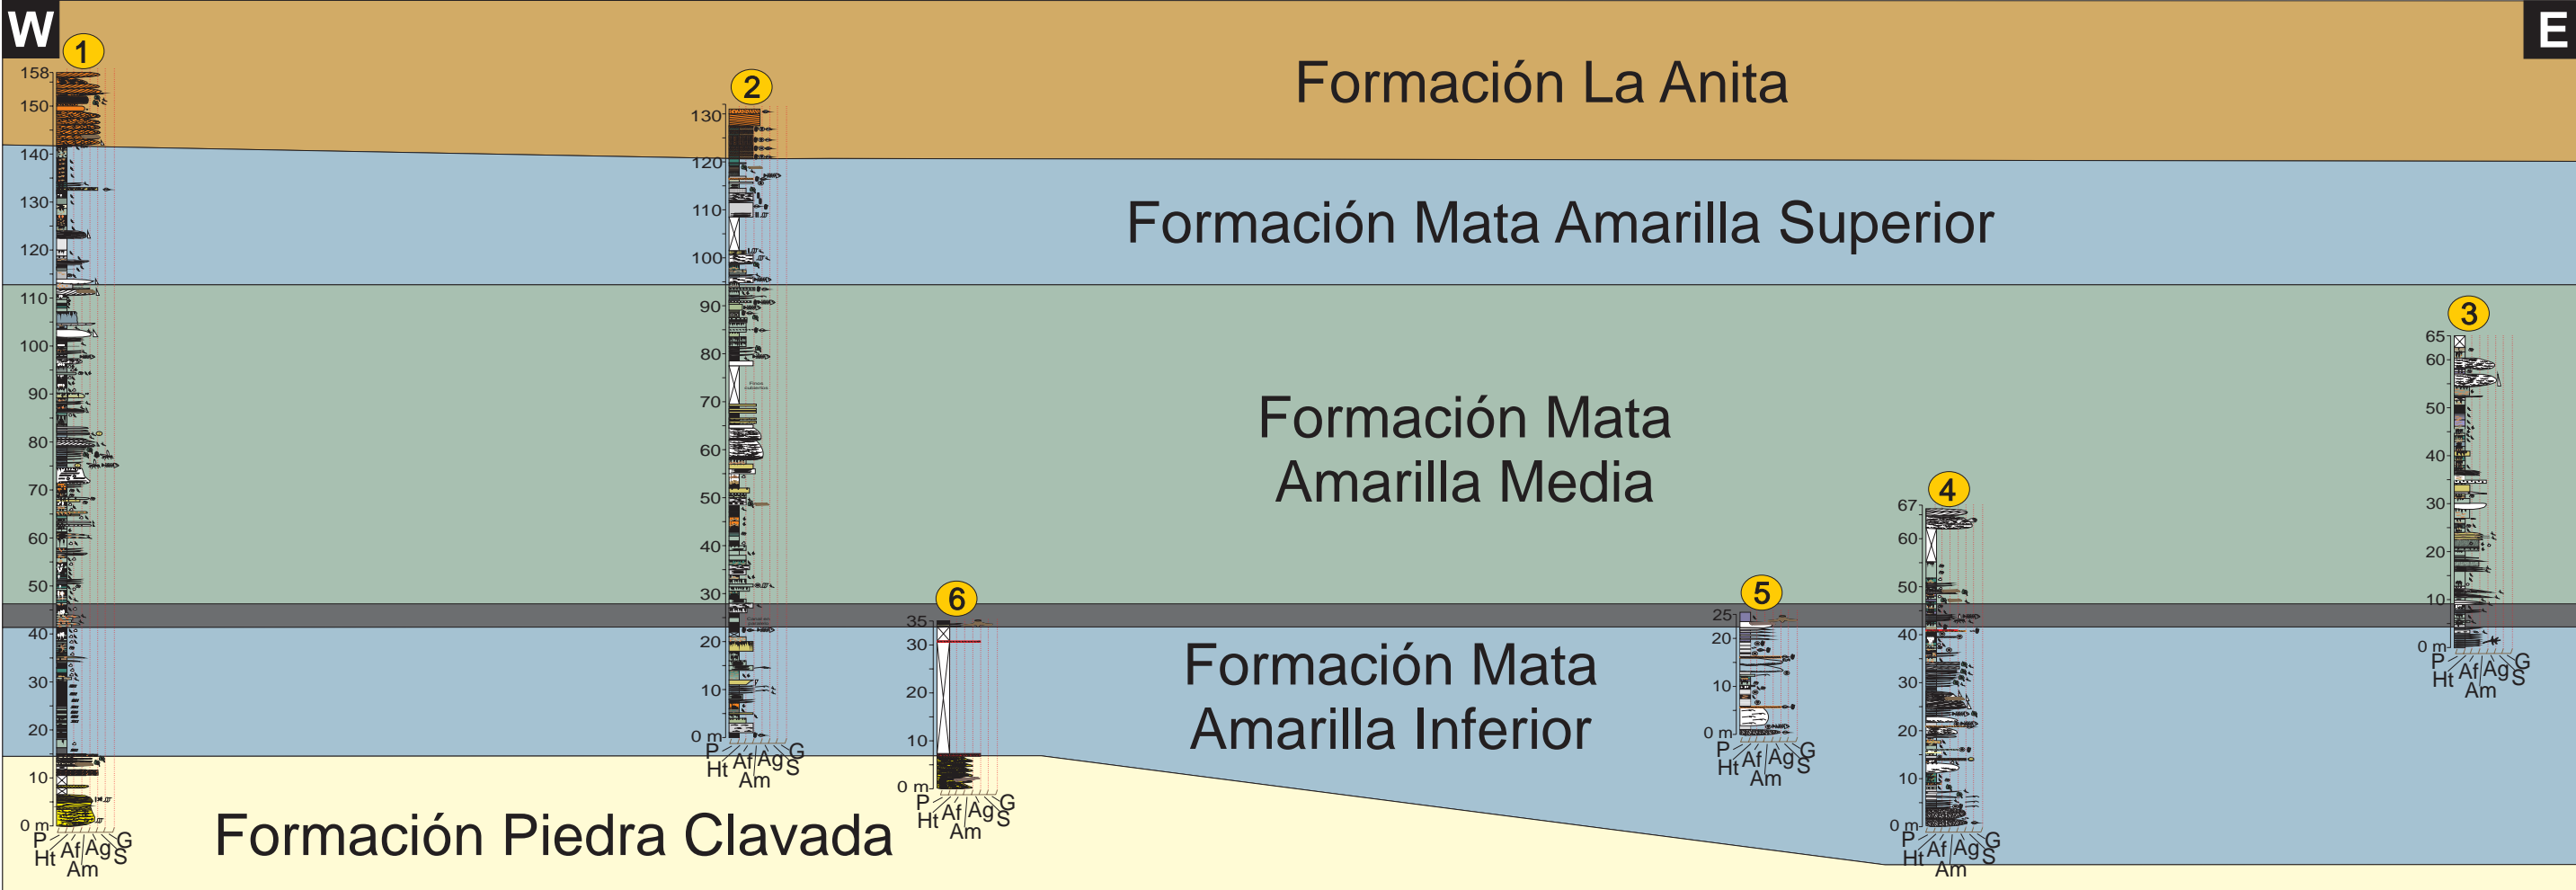 W
E
1
158
150
140
130
120
110
100
90
80
70
60
50
40
30
20
10
0 m
P
Ht
Af
Am
Ag
S
G
2
130
120
110
100
90
80
70
60
50
40
30
20
10
0 m
P
Ht
Af
Am
Ag
S
G
Formación La Anita
Formación Mata Amarilla Superior
Formación Mata
Amarilla Media
Formación Mata
Amarilla Inferior
Formación Piedra Clavada
6
35
30
20
10
0 m
P
Ht
Af
Am
Ag
S
G
5
25
20
10
0 m
P
Ht
Af
Am
Ag
S
G
4
67
60
50
40
30
20
10
0 m
P
Ht
Af
Am
Ag
S
G
3
65
60
50
40
30
20
10
0 m
P
Ht
Af
Am
Ag
S
G